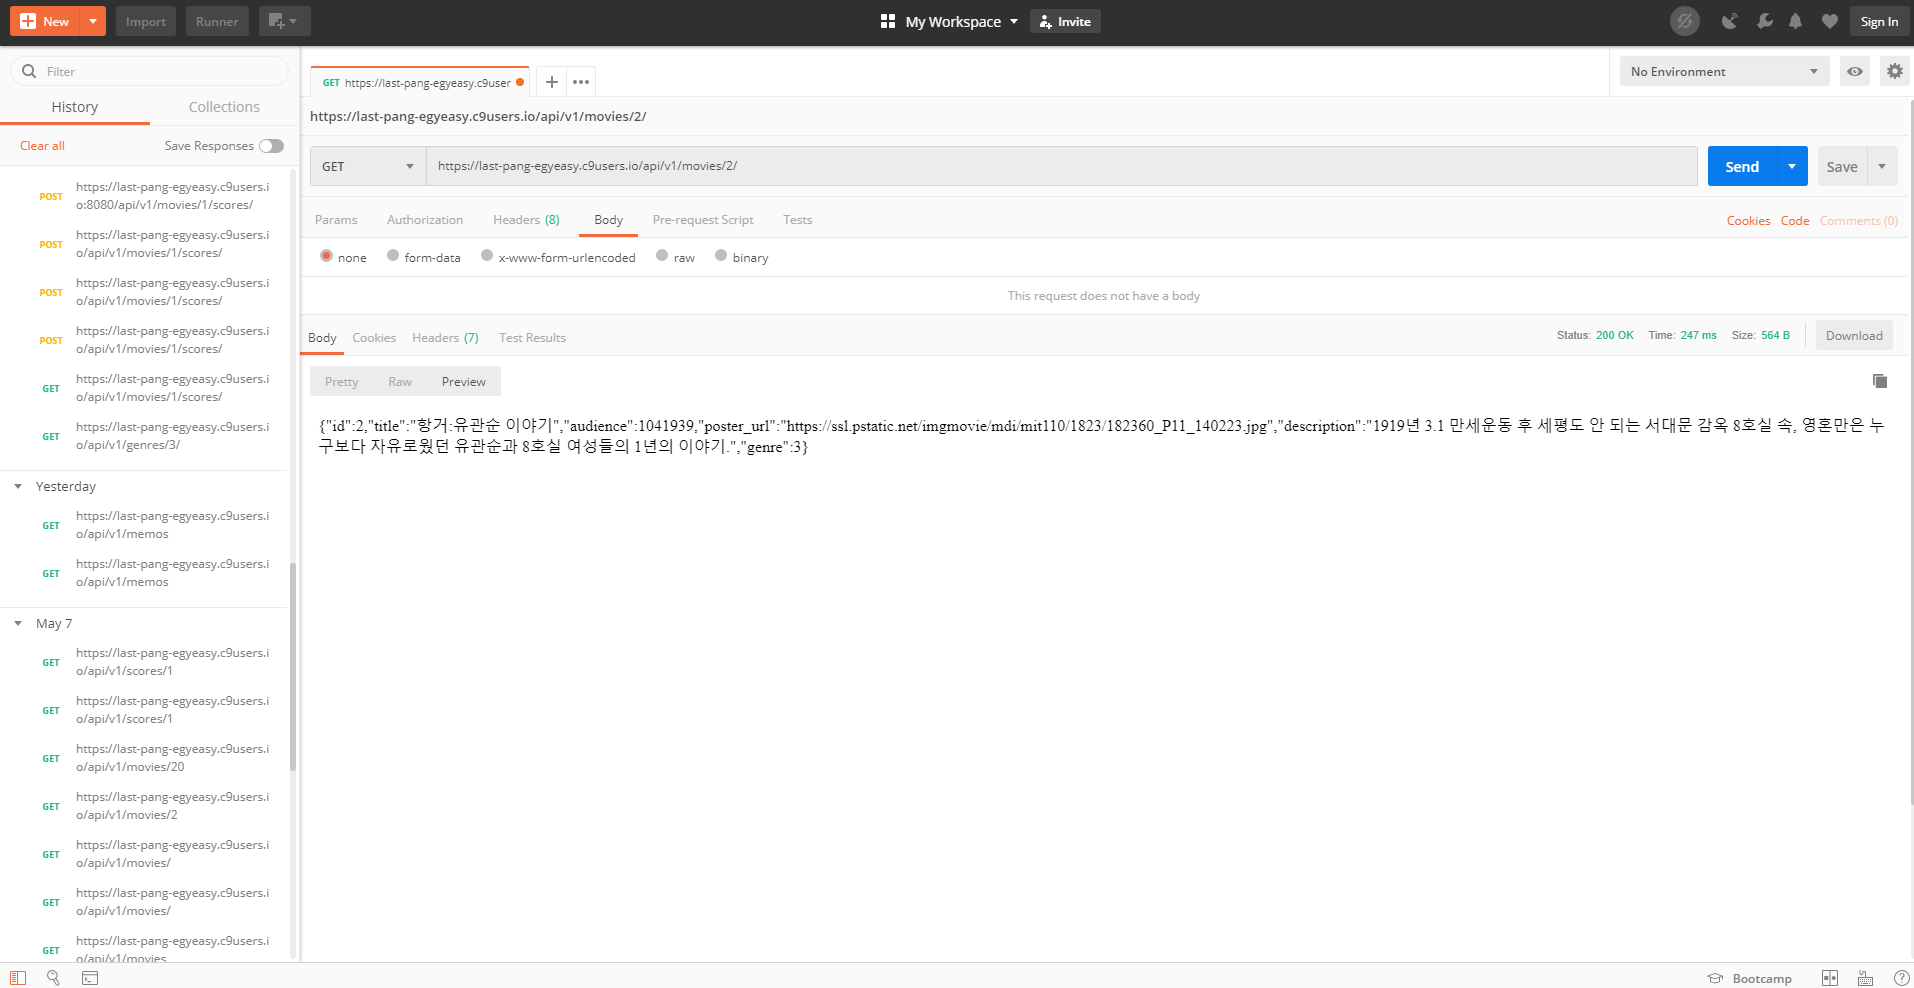 New
Import
Runner
My Workspace
Invite
Sign In
Filter
History
Collections
Clear all
Save Responses
POST
https://last-pang-egyeasy.c9users.i
o:8080/api/v1/movies/1/scores/
POST
https://last-pang-egyeasy.c9users.i
o/api/v1/movies/1/scores/
POST
https://last-pang-egyeasy.c9users.i
o/api/v1/movies/1/scores/
POST
https://last-pang-egyeasy.c9users.i
o/api/v1/movies/1/scores/
GET
https://last-pang-egyeasy.c9users.i
o/api/v1/movies/1/scores/
GET
https://last-pang-egyeasy.c9users.i
o/api/v1/genres/3/
Yesterday
GET
https://last-pang-egyeasy.c9users.i
o/api/v1/memos
GET
https://last-pang-egyeasy.c9users.i
o/api/v1/memos
May 7
GET
https://last-pang-egyeasy.c9users.i
o/api/v1/scores/1
GET
https://last-pang-egyeasy.c9users.i
o/api/v1/scores/1
GET
https://last-pang-egyeasy.c9users.i
o/api/v1/movies/20
GET
https://last-pang-egyeasy.c9users.i
o/api/v1/movies/2
GET
https://last-pang-egyeasy.c9users.i
o/api/v1/movies/
GET
https://last-pang-egyeasy.c9users.i
o/api/v1/movies/
GET
https://last-pang-egyeasy.c9users.i
o/api/v1/movies
GET https://last-pang-egyeasy.c9user
No Environment
https://last-pang-egyeasy.c9users.io/api/v1/movies/2/
GET
https://last-pang-egyeasy.c9users.io/api/v1/movies/2/
Send
Save
Params Authorization Headers (8) Body Pre-request Script Tests
Cookies Code Comments (0)
none form-data x-www-form-urlencoded raw binary
This request does not have a body
Body Cookies Headers (7) Test Results
Status: 200 OK Time: 247 ms Size: 564 B
Download
Pretty Raw Preview
{"id":2,"title":"항거:유관순 이야기","audience":1041939,"poster_url":"https://ssl.pstatic.net/imgmovie/mdi/mit110/1823/182360_P11_140223.jpg","description":"1919년 3.1 만세운동 후 세평도 안 되는 서대문 감옥 8호실 속, 영혼만은 누
구보다 자유로웠던 유관순과 8호실 여성들의 1년의 이야기.","genre":3}
Bootcamp